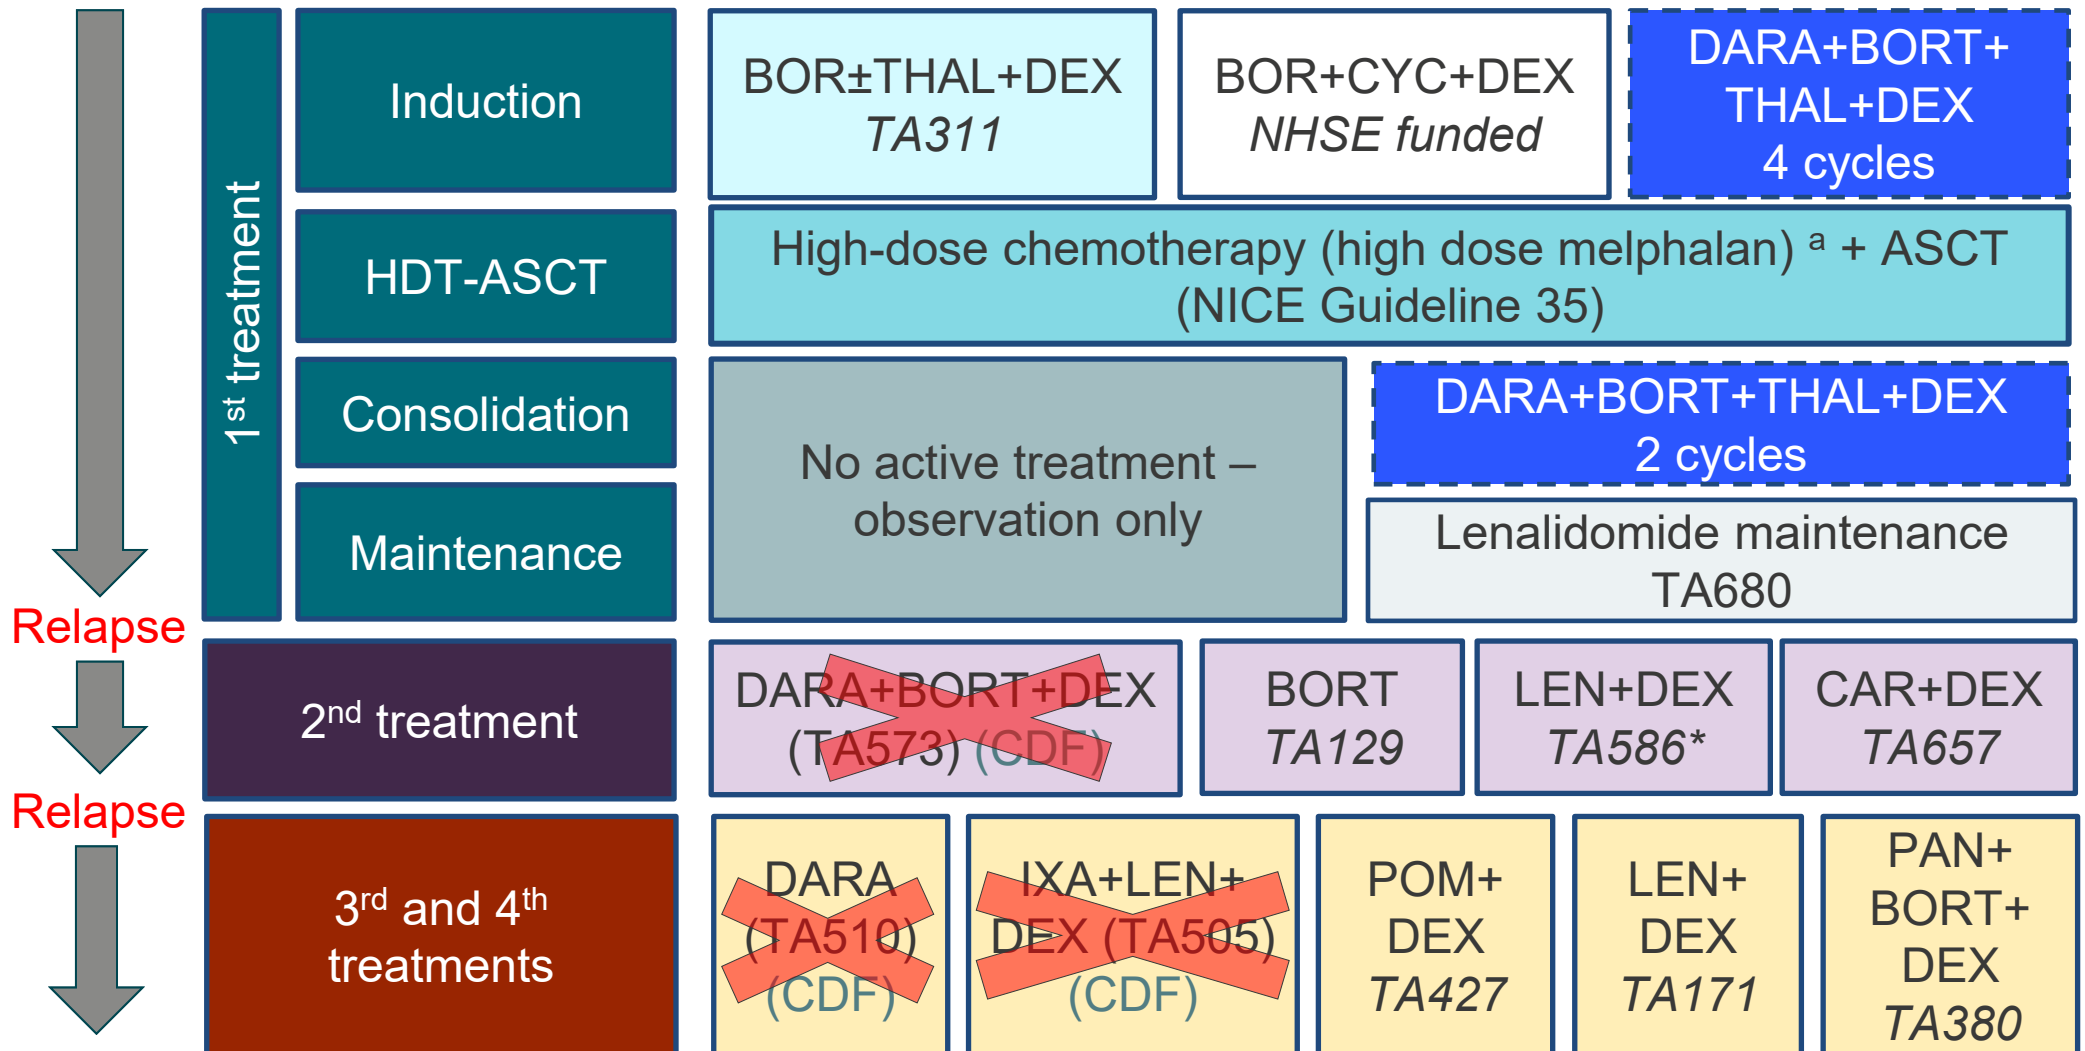 1st treatment
Induction
BOR±THAL+DEX
TA311
BOR+CYC+DEX
NHSE funded
DARA+BORT+
THAL+DEX
4 cycles
HDT-ASCT
High-dose chemotherapy (high dose melphalan) a + ASCT
(NICE Guideline 35)
Consolidation
No active treatment –
observation only
DARA+BORT+THAL+DEX
2 cycles
Maintenance
Lenalidomide maintenance
TA680
Relapse
2nd treatment
DARA+BORT+DEX
(TA573) (CDF)
BORT
TA129
LEN+DEX
TA586*
CAR+DEX
TA657
Relapse
3rd and 4th
treatments
DARA
(TA510)
(CDF)
IXA+LEN+
DEX (TA505)
(CDF)
POM+
DEX
TA427
LEN+
DEX
TA171
PAN+
BORT+
DEX
TA380